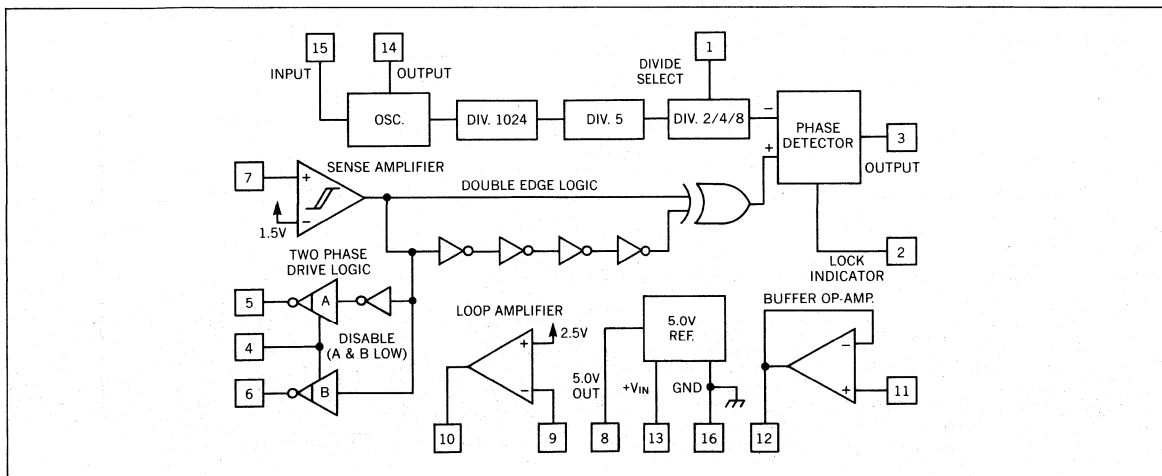 15
14
1
INPUT
OUTPUT
DIVIDE
SELECT
OSC.
DIV. 1024
DIV. 5
DIV. 2/4/8
−
+
PHASE
DETECTOR
3
OUTPUT
7
SENSE AMPLIFIER
+
−
1.5V
DOUBLE EDGE LOGIC
2
LOCK
INDICATOR
TWO PHASE
DRIVE LOGIC
5
A
4
DISABLE
(A & B LOW)
6
B
LOOP AMPLIFIER
+
2.5V
−
10
9
5.0V
REF.
5.0V
OUT
+VIN
GND
8
13
16
BUFFER OP-AMP.
−
+
11
12